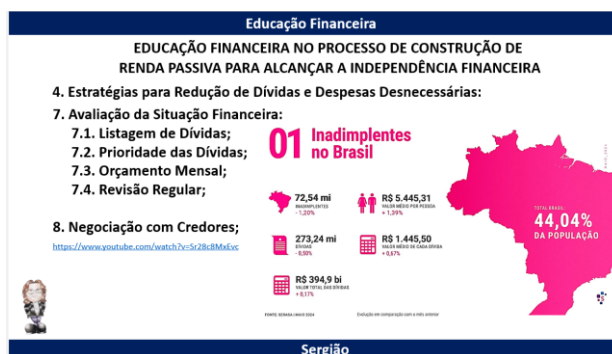 Educação Financeira
EDUCAÇÃO FINANCEIRA NO PROCESSO DE CONSTRUÇÃO DE
RENDA PASSIVA PARA ALCANÇAR A INDEPENDÊNCIA FINANCEIRA
4. Estratégias para Redução de Dívidas e Despesas Desnecessárias:
7. Avaliação da Situação Financeira:
7.1. Listagem de Dívidas;
7.2. Prioridade das Dívidas;
7.3. Orçamento Mensal;
7.4. Revisão Regular;
8. Negociação com Credores;
https://www.youtube.com/watch?v=Sr28c8MxEvc
01 Inadimplentes
no Brasil
72,54 mi
INADIMPLENTES
- 1,20%
R$ 5.445,31
VALOR MÉDIO POR PESSOA
+ 1,39%
273,24 mi
DÍVIDAS
- 0,50%
R$ 1.445,50
VALOR MÉDIO DE CADA DÍVIDA
+ 0,67%
R$ 394,9 bi
VALOR TOTAL DAS DÍVIDAS
+ 0,17%
TOTAL BRASIL:
44,04%
DA POPULAÇÃO
FONTE: SERASA | MAIO 2024
Evolução em comparação com o mês anterior
Sergião